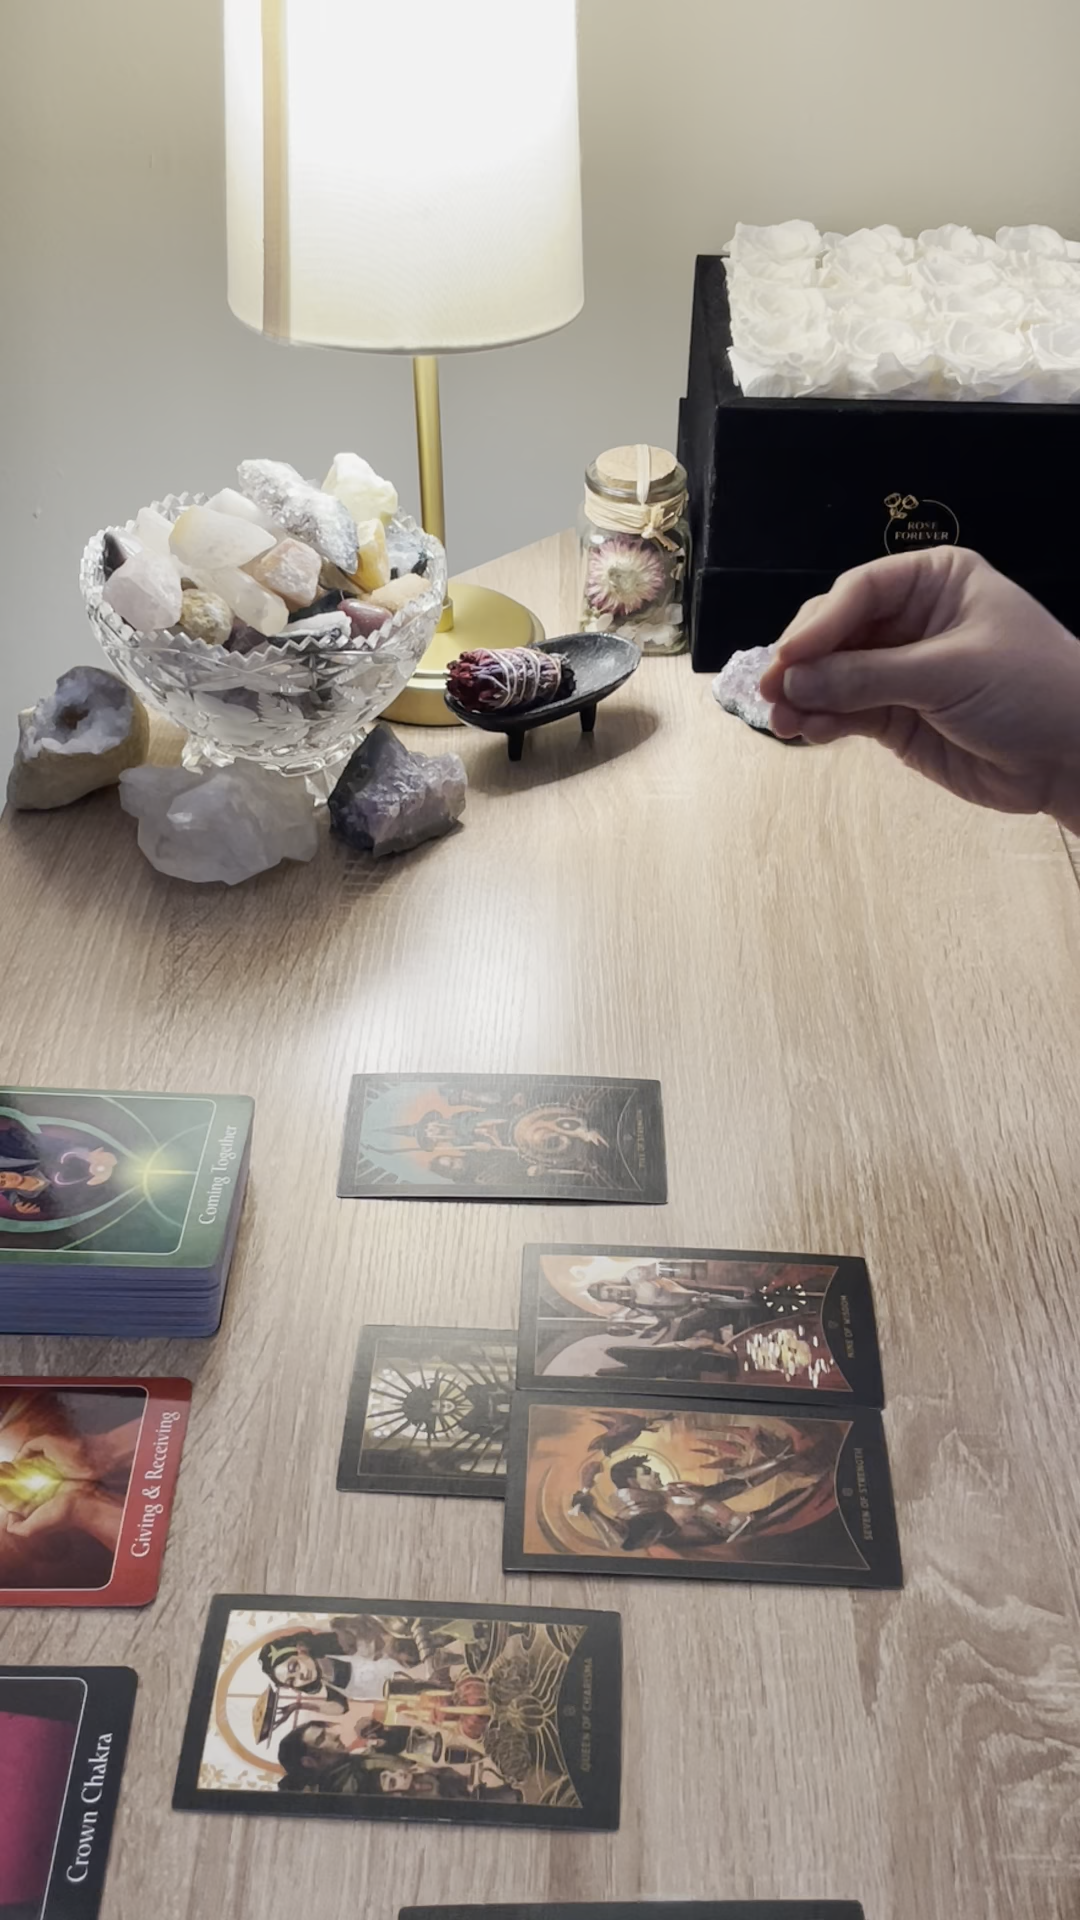 ROSE
FOREVER
Coming Together
NINE OF WISDOM
Giving & Receiving
SEVEN OF STRENGTH
QUEEN OF CHARISMA
Crown Chakra